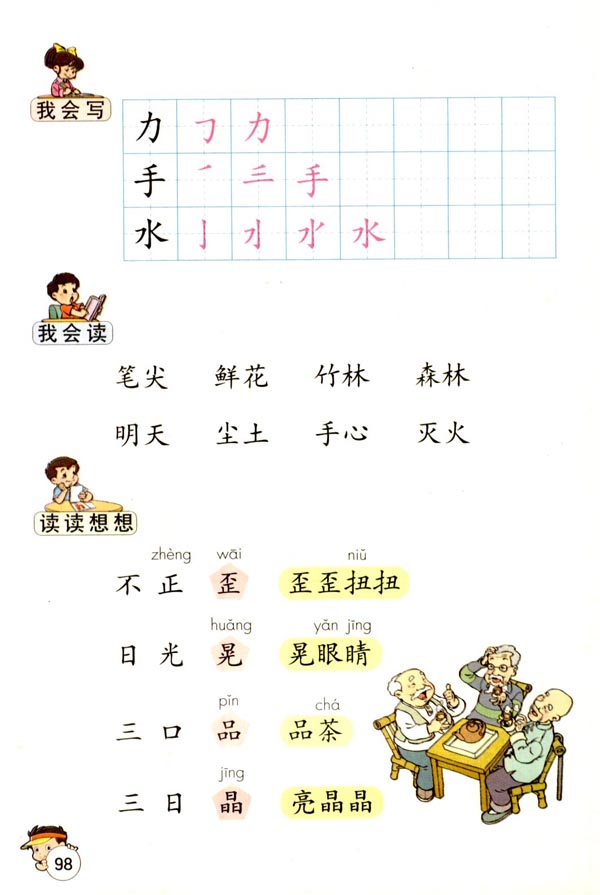 我会写
力 ㇆ 力
手 ㇒ 三 手
水 亅 水
我会读
笔尖 鲜花 竹林 森林
明天 尘土 手心 灭火
读读想想
zhèng wāi niǔ
不正 歪 歪歪扭扭
huǎng yǎn jīng
日光 晃 晃眼睛
pǐn chá
三口 品 品茶
jīng
三日 晶 亮晶晶
98